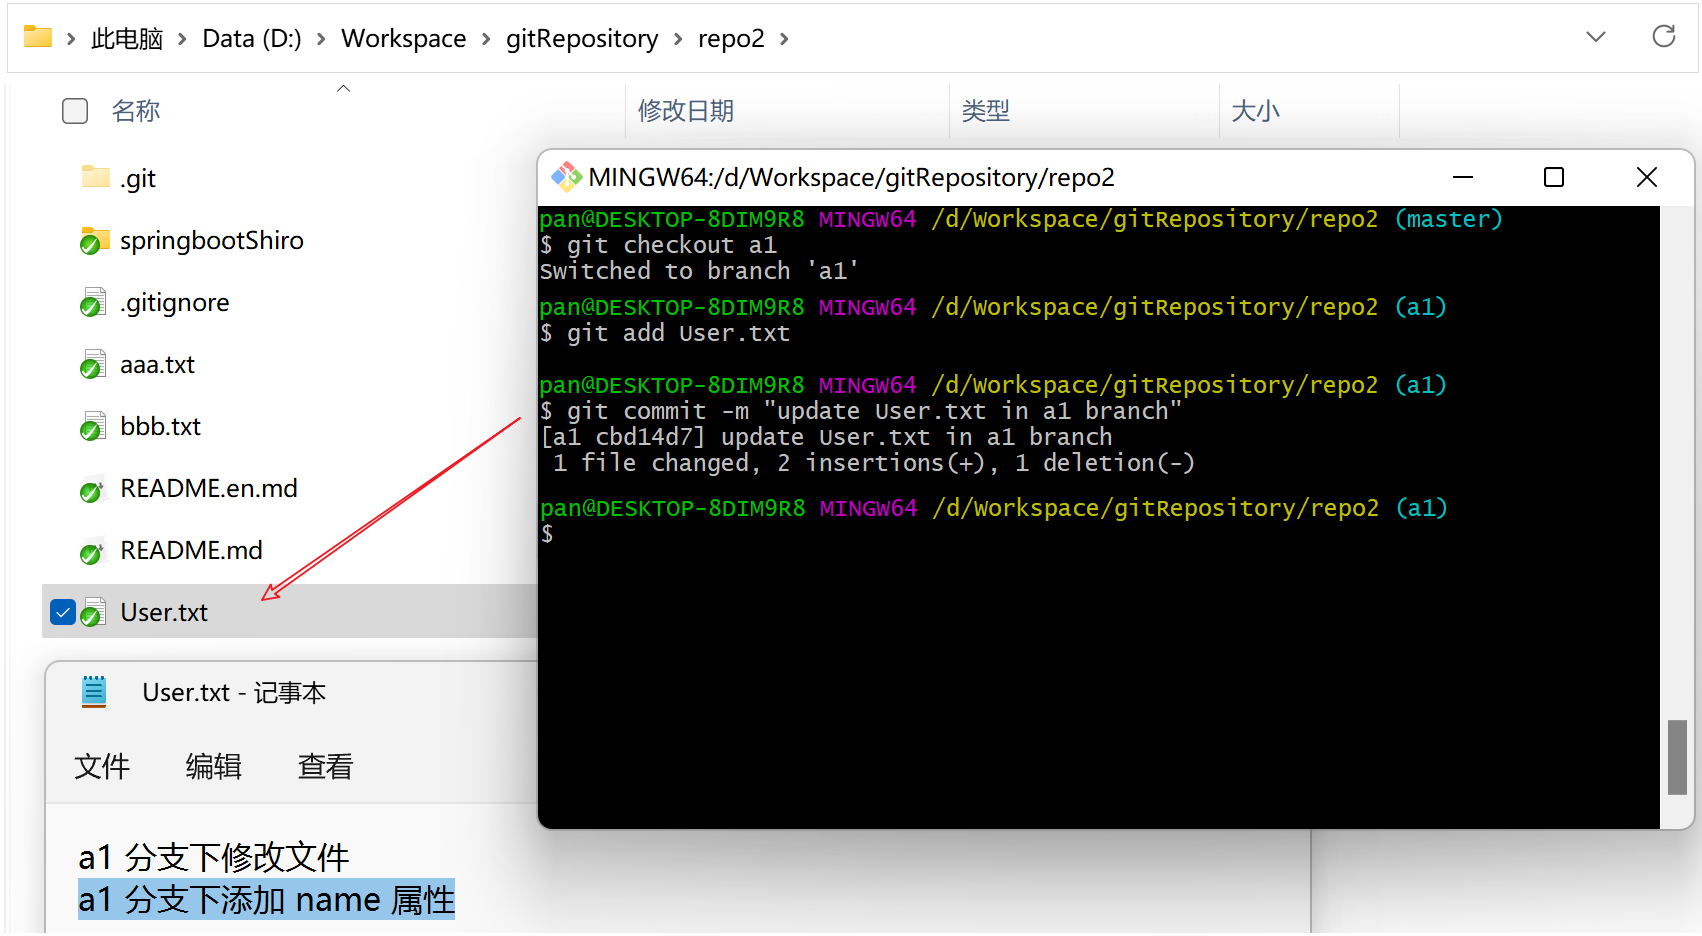 此电脑 > Data (D:) > Workspace > gitRepository > repo2 >
名称 修改日期 类型 大小
.git
springbootShiro
.gitignore
aaa.txt
bbb.txt
README.en.md
README.md
User.txt
MINGW64:/d/Workspace/gitRepository/repo2
pan@DESKTOP-8DIM9R8 MINGW64 /d/Workspace/gitRepository/repo2 (master)
$ git checkout a1
Switched to branch 'a1'
pan@DESKTOP-8DIM9R8 MINGW64 /d/Workspace/gitRepository/repo2 (a1)
$ git add User.txt
pan@DESKTOP-8DIM9R8 MINGW64 /d/Workspace/gitRepository/repo2 (a1)
$ git commit -m "update User.txt in a1 branch"
[a1 cbd14d7] update User.txt in a1 branch
1 file changed, 2 insertions(+), 1 deletion(-)
pan@DESKTOP-8DIM9R8 MINGW64 /d/Workspace/gitRepository/repo2 (a1)
$
User.txt - 记事本
文件 编辑 查看
a1 分支下修改文件
a1 分支下添加 name 属性